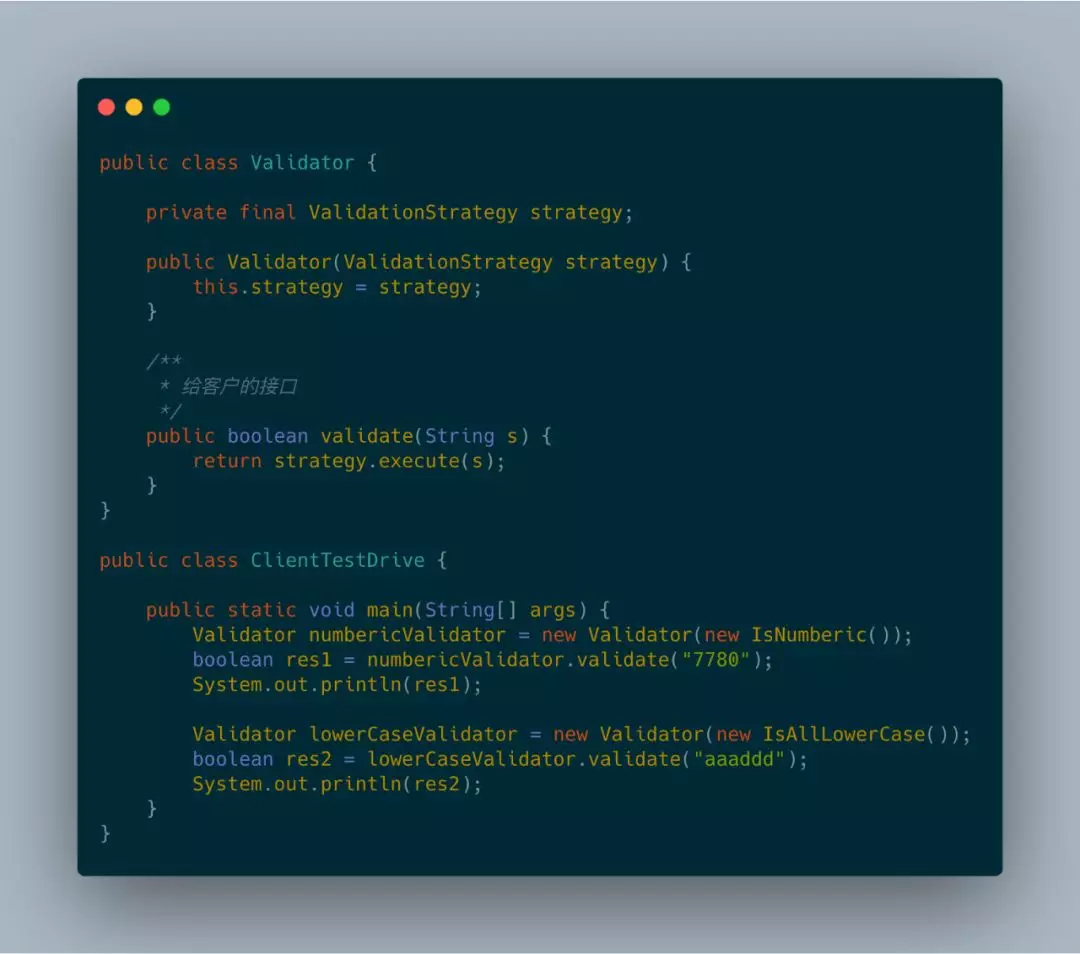 public class Validator {
    private final ValidationStrategy strategy;
    public Validator(ValidationStrategy strategy) {
        this.strategy = strategy;
    }
    /**
     * 给客户的接口
     */
    public boolean validate(String s) {
        return strategy.execute(s);
    }
}
public class ClientTestDrive {
    public static void main(String[] args) {
        Validator numbericValidator = new Validator(new IsNumberic());
        boolean res1 = numbericValidator.validate("7780");
        System.out.println(res1);
        Validator lowerCaseValidator = new Validator(new IsAllLowerCase());
        boolean res2 = lowerCaseValidator.validate("aaaddd");
        System.out.println(res2);
    }
}